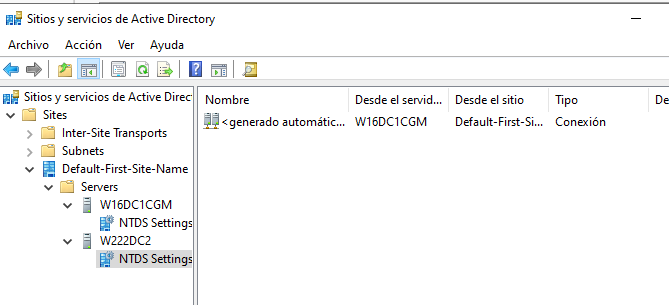 Sitios y servicios de Active Directory
Archivo Acción Ver Ayuda
Sitios y servicios de Active Direc
Sites
Inter-Site Transports
Subnets
Default-First-Site-Name
Servers
W16DC1CGM
NTDS Settings
W222DC2
NTDS Settings
Nombre Desde el servid... Desde el sitio Tipo De
<generado automátic... W16DC1CGM Default-First-Si... Conexión